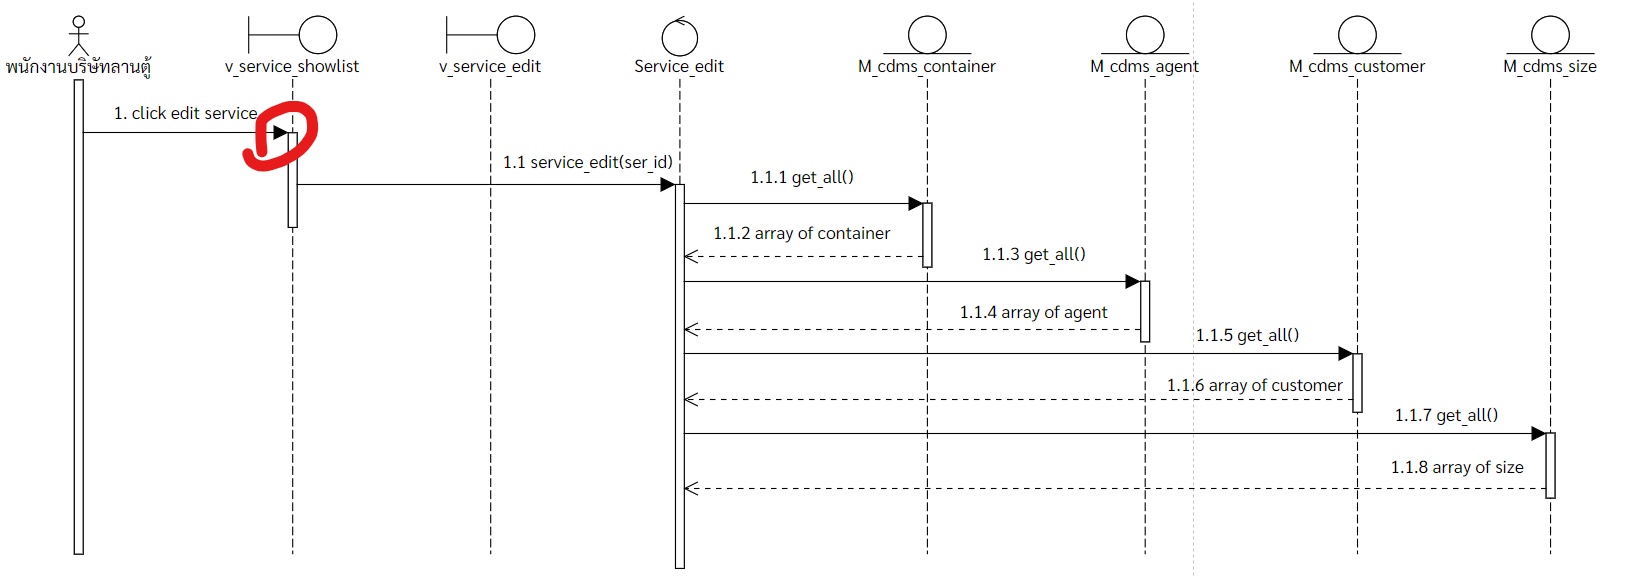 พนักงานบริษัทลานตู้
v_service_showlist
v_service_edit
Service_edit
M_cdms_container
M_cdms_agent
M_cdms_customer
M_cdms_size
1. click edit service
1.1 service_edit(ser_id)
1.1.1 get_all()
1.1.2 array of container
1.1.3 get_all()
1.1.4 array of agent
1.1.5 get_all()
1.1.6 array of customer
1.1.7 get_all()
1.1.8 array of size